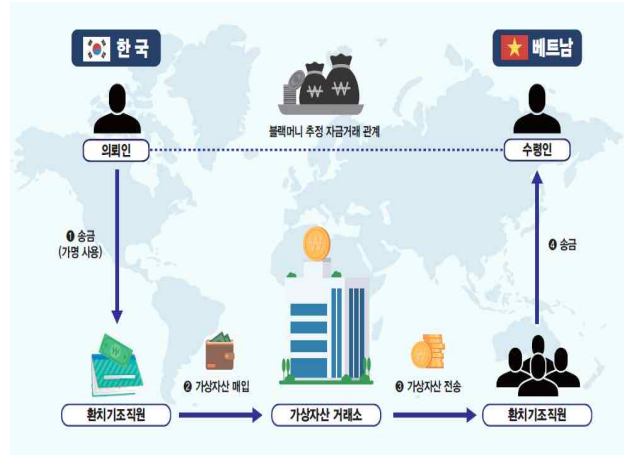 한국
베트남
블랙머니 추정 자금거래 관계
의뢰인
수령인
❶ 송금
(가명 사용)
❹ 송금
❷ 가상자산 매입
❸ 가상자산 전송
환치기조직원
가상자산 거래소
환치기조직원